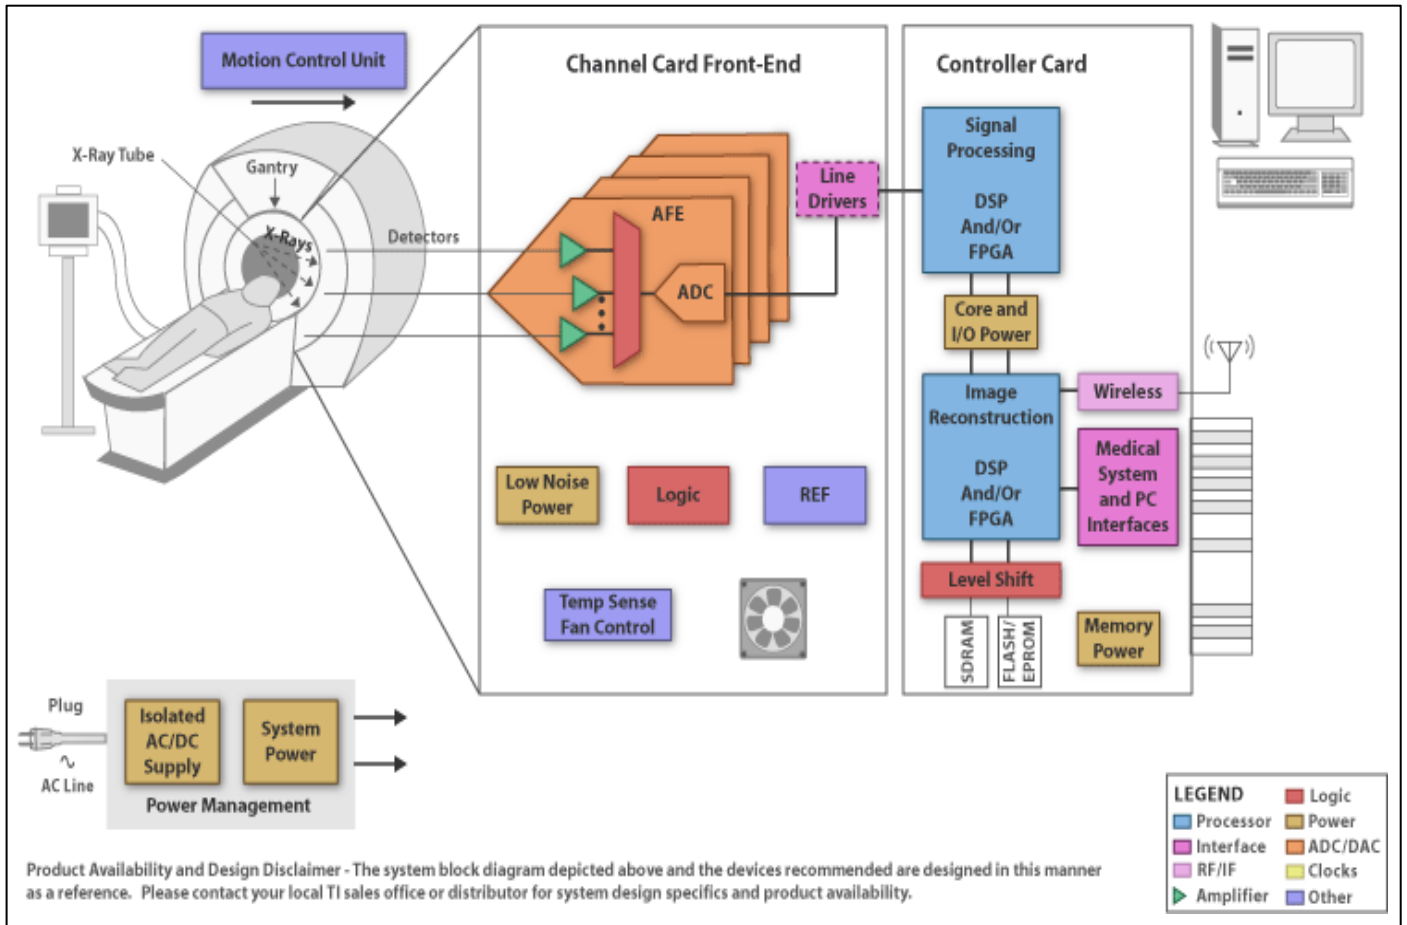 Motion Control Unit
X-Ray Tube
Gantry
X-Rays
Detectors
Channel Card Front-End
AFE
ADC
Line
Drivers
Low Noise
Power
Logic
REF
Temp Sense
Fan Control
Controller Card
Signal
Processing
DSP
And/Or
FPGA
Core and
I/O Power
Image
Reconstruction
DSP
And/Or
FPGA
Wireless
Medical
System
and PC
Interfaces
Level Shift
SDRAM
FLASH/
EPROM
Memory
Power
Plug
AC Line
Isolated
AC/DC
Supply
System
Power
Power Management
LEGEND
Processor
Interface
RF/IF
Amplifier
Logic
Power
ADC/DAC
Clocks
Other
Product Availability and Design Disclaimer - The system block diagram depicted above and the devices recommended are designed in this manner
as a reference. Please contact your local TI sales office or distributor for system design specifics and product availability.